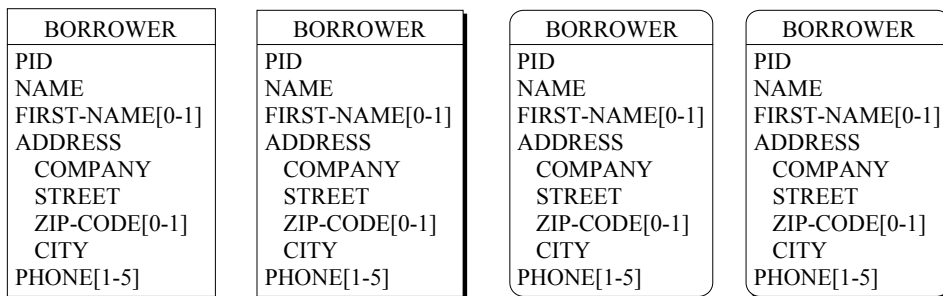 BORROWER
PID
NAME
FIRST-NAME[0-1]
ADDRESS
COMPANY
STREET
ZIP-CODE[0-1]
CITY
PHONE[1-5]
BORROWER
PID
NAME
FIRST-NAME[0-1]
ADDRESS
COMPANY
STREET
ZIP-CODE[0-1]
CITY
PHONE[1-5]
BORROWER
PID
NAME
FIRST-NAME[0-1]
ADDRESS
COMPANY
STREET
ZIP-CODE[0-1]
CITY
PHONE[1-5]
BORROWER
PID
NAME
FIRST-NAME[0-1]
ADDRESS
COMPANY
STREET
ZIP-CODE[0-1]
CITY
PHONE[1-5]